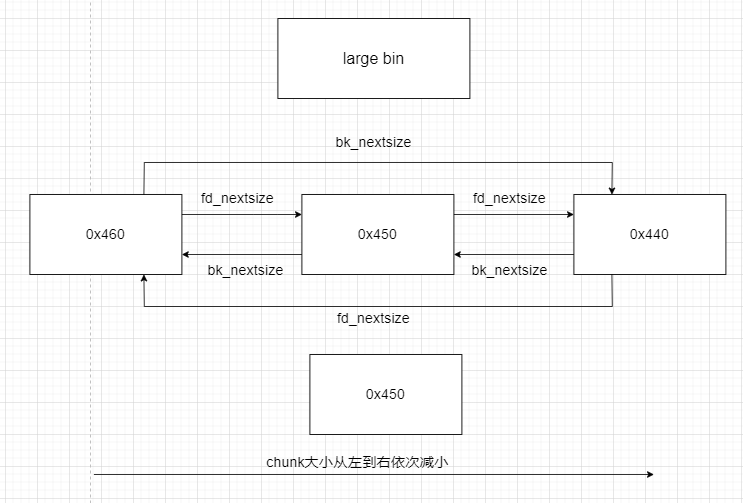 large bin
bk_nextsize
fd_nextsize
fd_nextsize
0x460
0x450
0x440
bk_nextsize
bk_nextsize
fd_nextsize
0x450
chunk大小从左到右依次减小